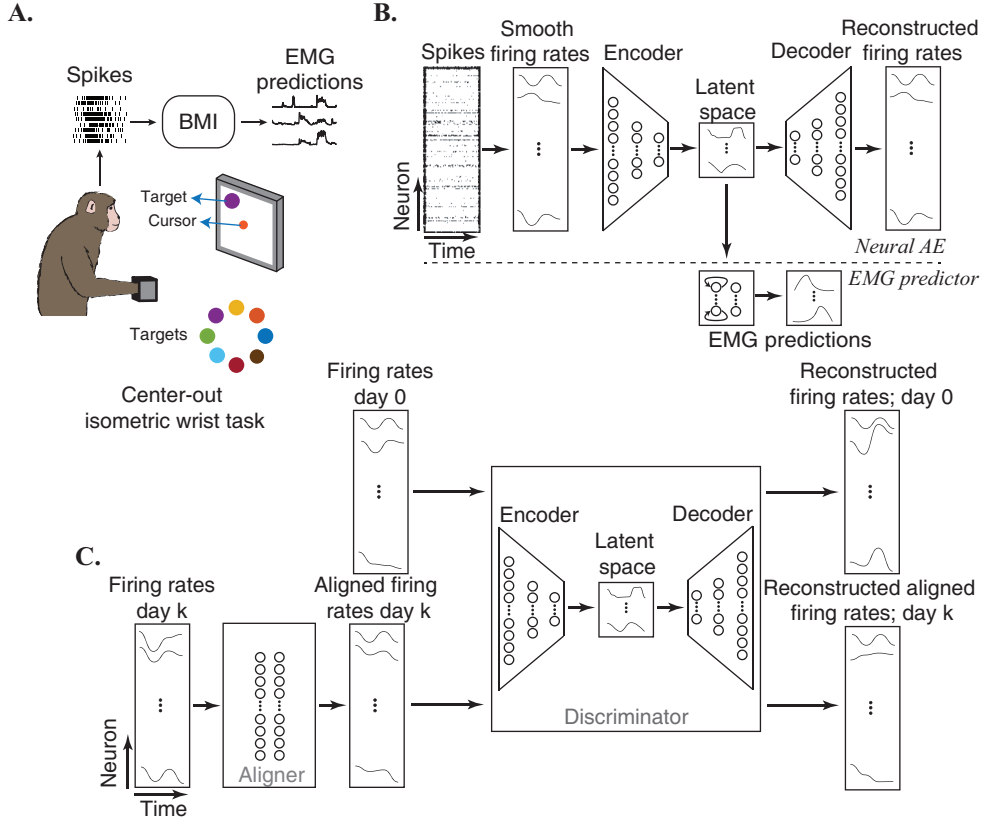 A.
Spikes
BMI
EMG
predictions
Target
Cursor
Targets
Center-out
isometric wrist task
B.
Spikes
Smooth
firing rates
Encoder
Latent
space
Decoder
Reconstructed
firing rates
Neuron
Time
Neural AE
EMG predictor
EMG predictions
C.
Firing rates
day 0
Reconstructed
firing rates; day 0
Encoder
Latent
space
Decoder
Discriminator
Firing rates
day k
Aligned firing
rates day k
Reconstructed aligned
firing rates; day k
Neuron
Time
Aligner